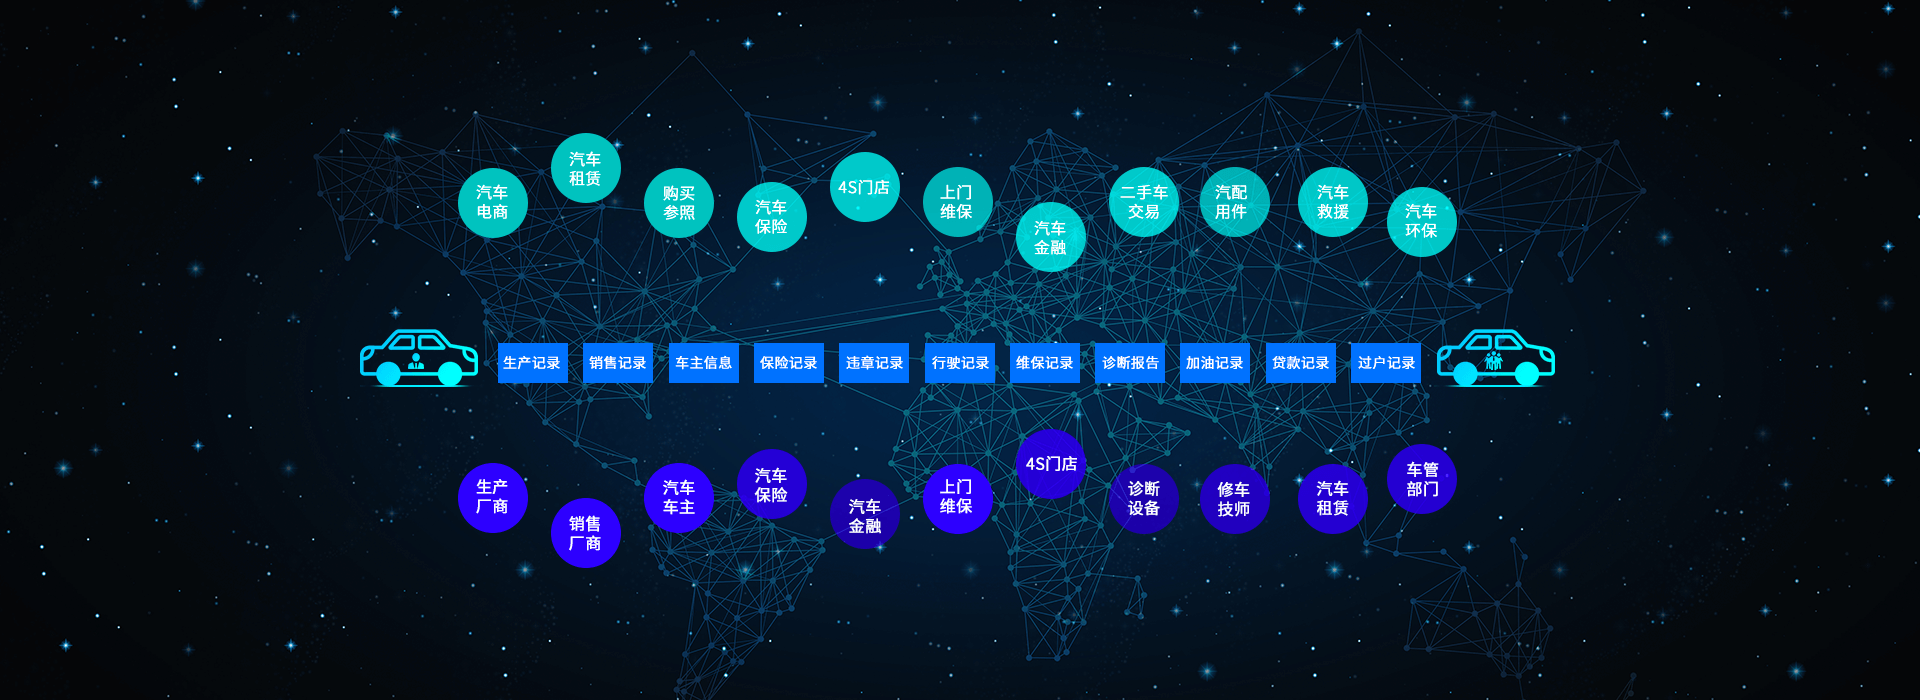 汽车
电商
汽车
租赁
购买
参照
汽车
保险
4S门店
上门
维保
汽车
金融
二手车
交易
汽配
用件
汽车
救援
汽车
环保
生产记录
销售记录
车主信息
保险记录
违章记录
行驶记录
维保记录
诊断报告
加油记录
贷款记录
过户记录
生产
厂商
销售
厂商
汽车
车主
汽车
保险
汽车
金融
上门
维保
4S门店
诊断
设备
修车
技师
汽车
租赁
车管
部门